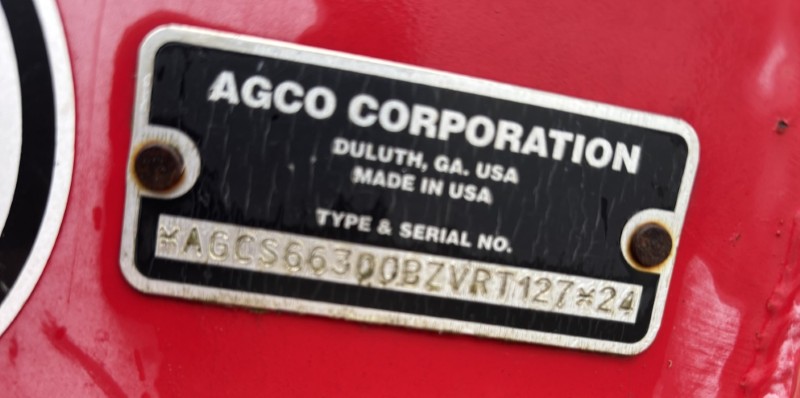 AGCO CORPORATION
DULUTH, GA. USA
MADE IN USA
TYPE & SERIAL NO.
*AGCS66300BZVRT127*24